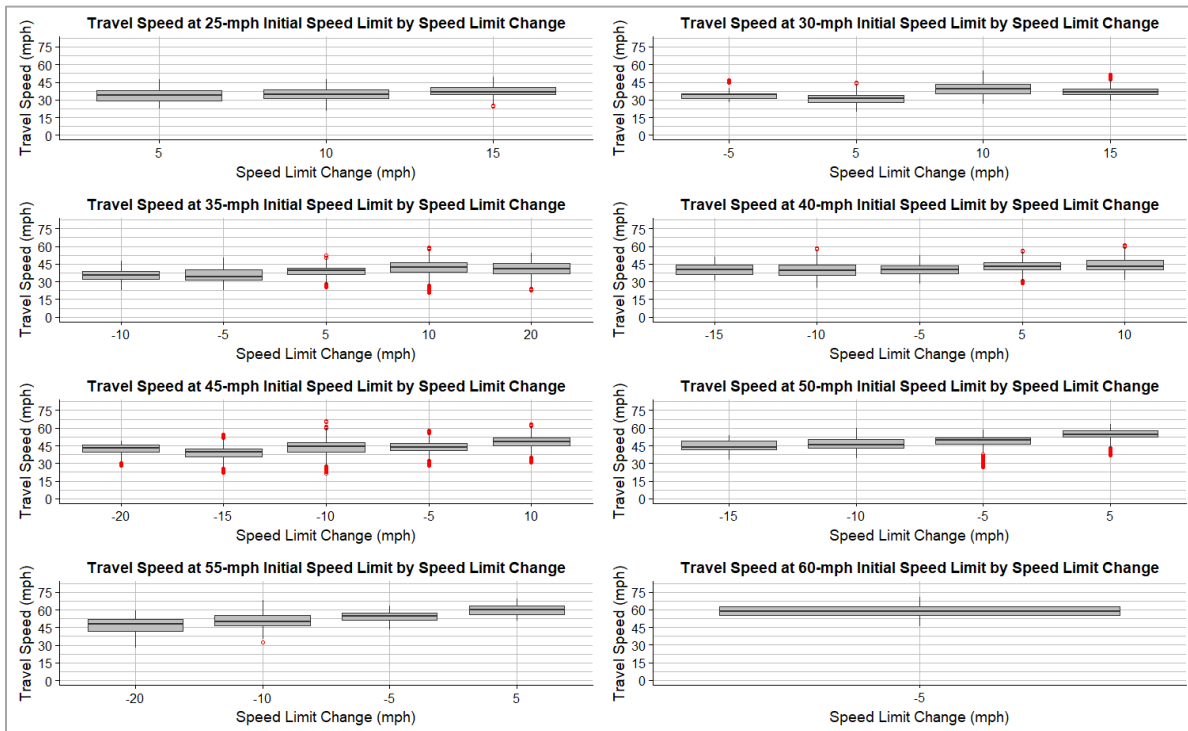 Travel Speed at 25-mph Initial Speed Limit by Speed Limit Change
Travel Speed (mph)
75
60
45
30
15
0
5 10 15
Speed Limit Change (mph)
Travel Speed at 30-mph Initial Speed Limit by Speed Limit Change
Travel Speed (mph)
75
60
45
30
15
0
-5 5 10 15
Speed Limit Change (mph)
Travel Speed at 35-mph Initial Speed Limit by Speed Limit Change
Travel Speed (mph)
75
60
45
30
15
0
-10 -5 5 10 20
Speed Limit Change (mph)
Travel Speed at 40-mph Initial Speed Limit by Speed Limit Change
Travel Speed (mph)
75
60
45
30
15
0
-15 -10 -5 5 10
Speed Limit Change (mph)
Travel Speed at 45-mph Initial Speed Limit by Speed Limit Change
Travel Speed (mph)
75
60
45
30
15
0
-20 -15 -10 -5 10
Speed Limit Change (mph)
Travel Speed at 50-mph Initial Speed Limit by Speed Limit Change
Travel Speed (mph)
75
60
45
30
15
0
-15 -10 -5 5
Speed Limit Change (mph)
Travel Speed at 55-mph Initial Speed Limit by Speed Limit Change
Travel Speed (mph)
75
60
45
30
15
0
-20 -10 -5 5
Speed Limit Change (mph)
Travel Speed at 60-mph Initial Speed Limit by Speed Limit Change
Travel Speed (mph)
75
60
45
30
15
0
-5
Speed Limit Change (mph)